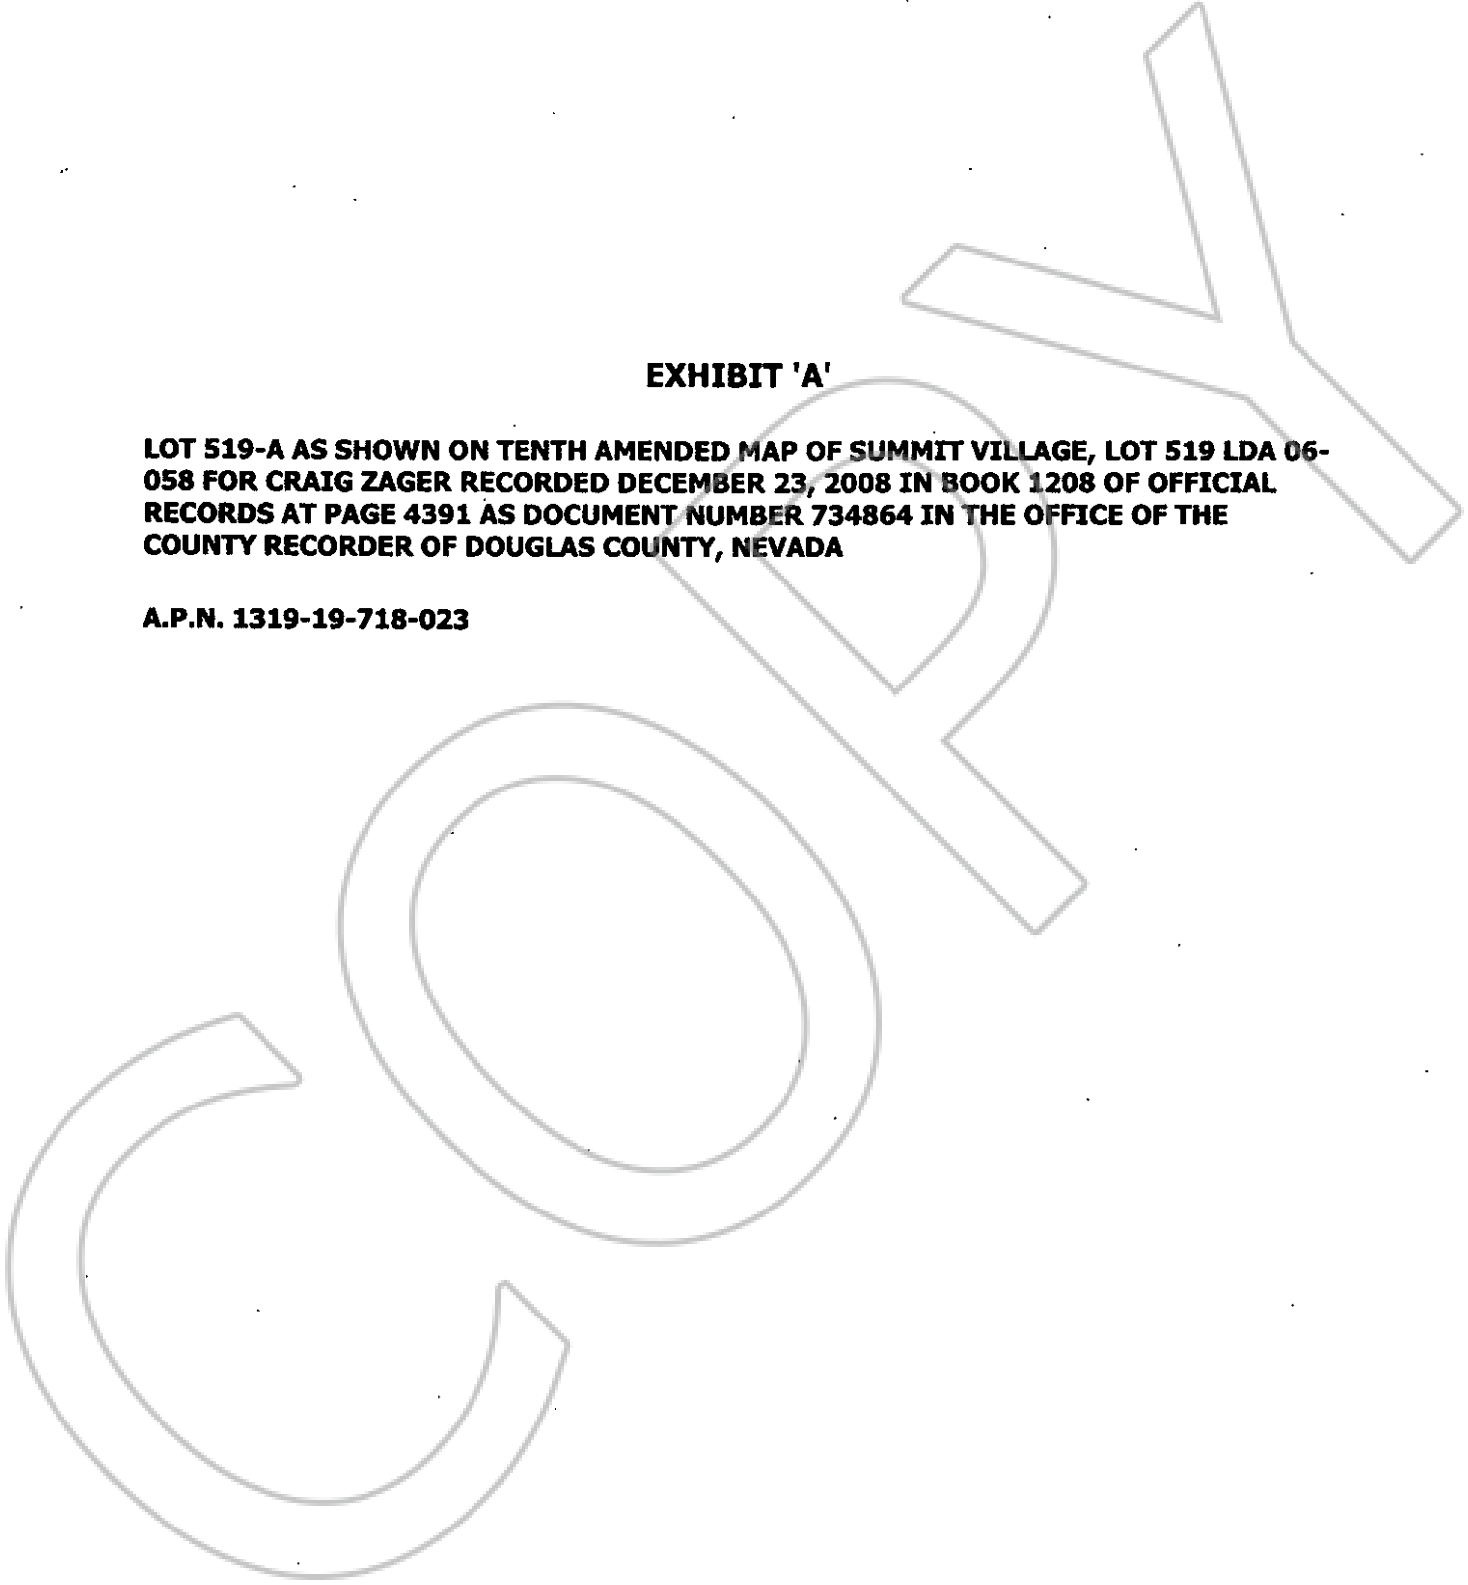 EXHIBIT 'A'
LOT 519-A AS SHOWN ON TENTH AMENDED MAP OF SUMMIT VILLAGE, LOT 519 LDA 06-
058 FOR CRAIG ZAGER RECORDED DECEMBER 23, 2008 IN BOOK 1208 OF OFFICIAL
RECORDS AT PAGE 4391 AS DOCUMENT NUMBER 734864 IN THE OFFICE OF THE
COUNTY RECORDER OF DOUGLAS COUNTY, NEVADA
A.P.N. 1319-19-718-023
COPY